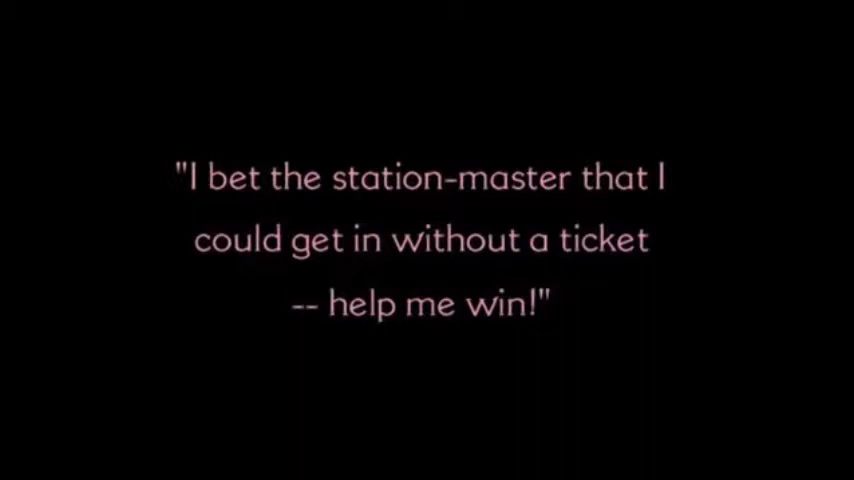 "I bet the station-master that I
could get in without a ticket
-- help me win!"